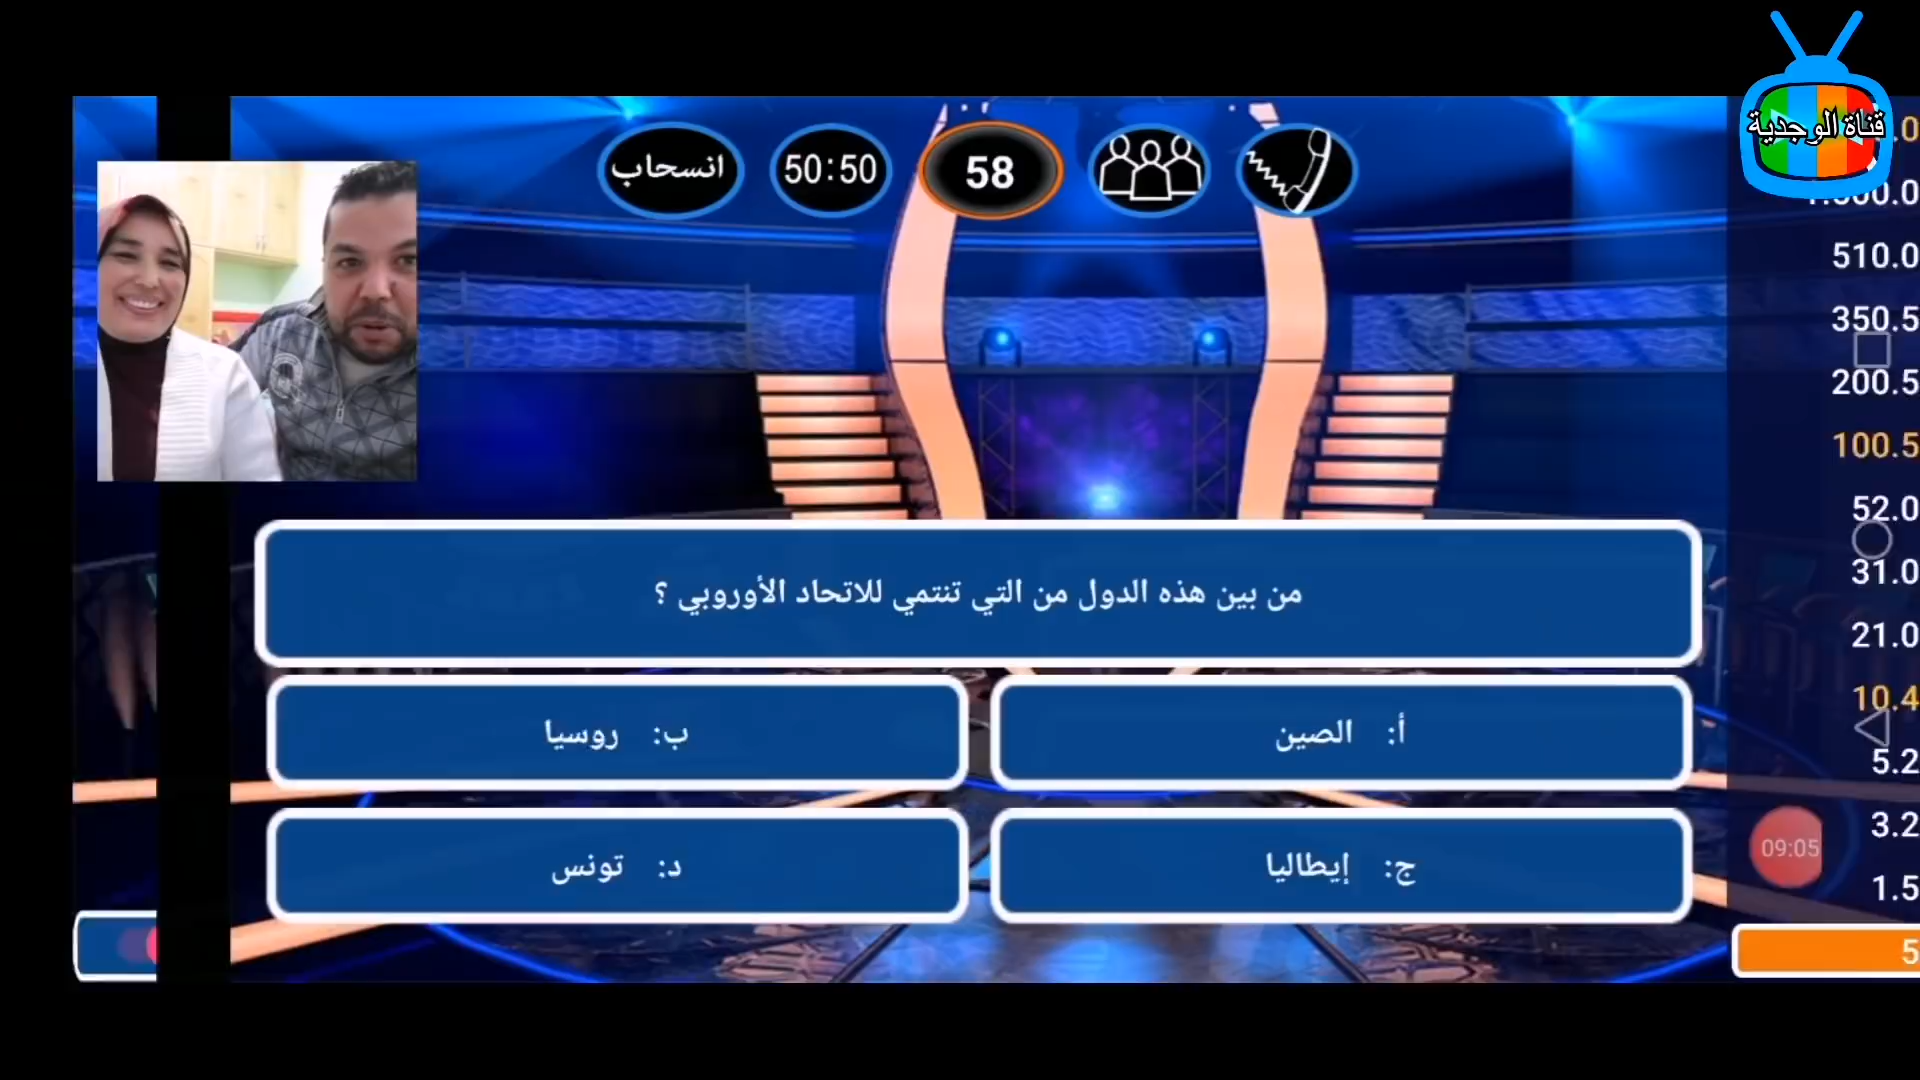 قناة الوجدية
انسحاب
50:50
58
.0
510.0
350.5
200.5
100.5
52.0
31.0
21.0
10.4
5.2
3.2
1.5
5
من بين هذه الدول من التي تنتمي للاتحاد الأوروبي ؟
أ: الصين
ب: روسيا
ج: إيطاليا
د: تونس
09:05